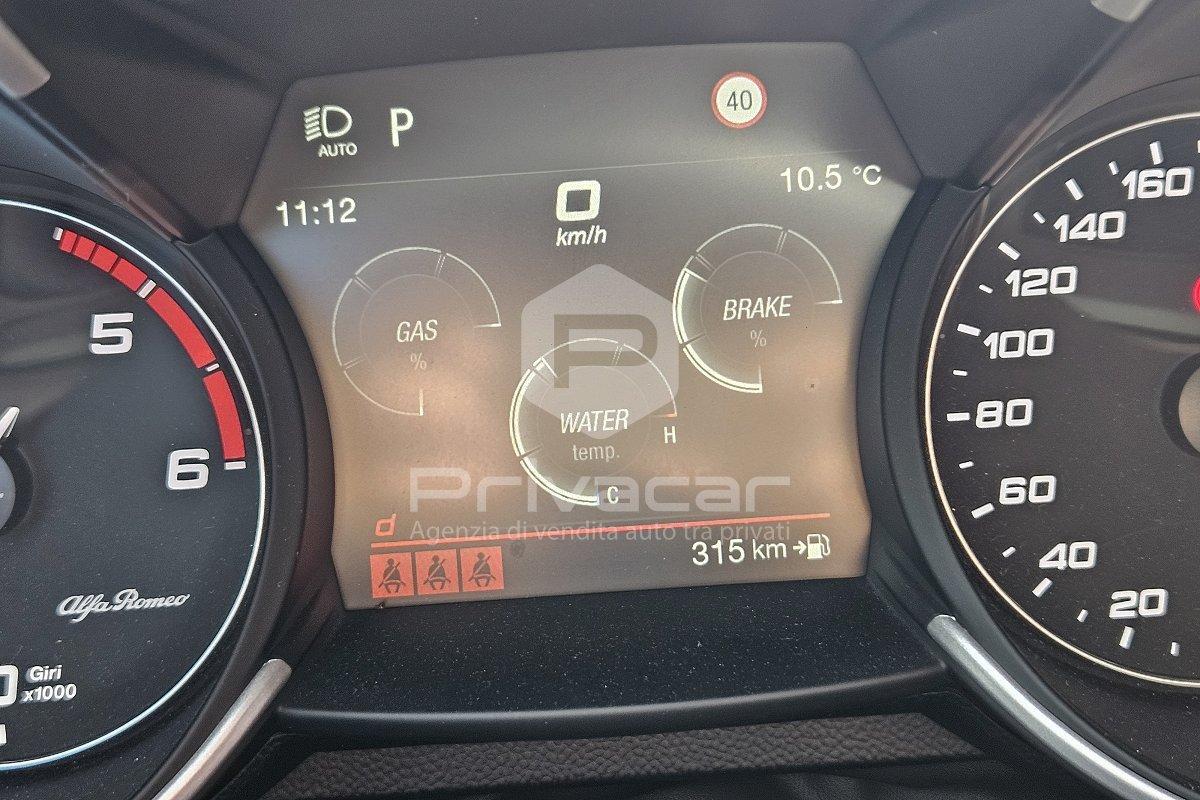 AUTO
P
40
11:12
0
km/h
10.5 °C
GAS
%
BRAKE
%
WATER
temp.
H
C
P
Privacar
Agenzia di vendita auto tra privati
d
315 km
5
6
Alfa Romeo
0
Giri
x1000
160
140
120
100
80
60
40
20